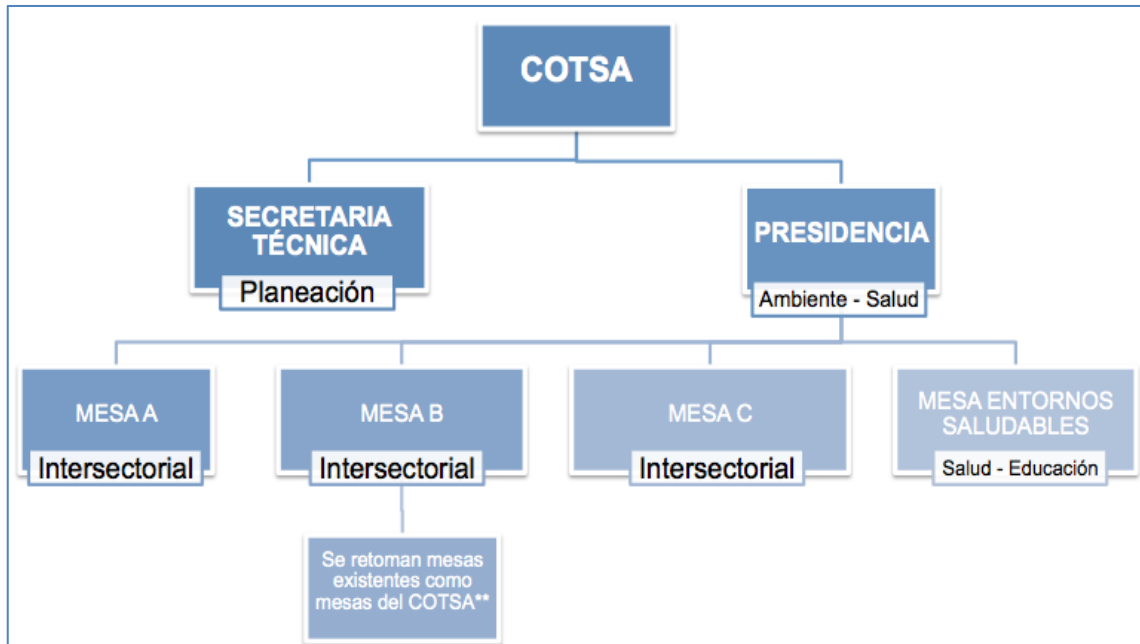 COTSA
SECRETARIA
TÉCNICA
Planeación
PRESIDENCIA
Ambiente - Salud
MESA A
Intersectorial
MESA B
Intersectorial
MESA C
Intersectorial
MESA ENTORNOS
SALUDABLES
Salud - Educación
Se retoman mesas
existentes como
mesas del COTSA**